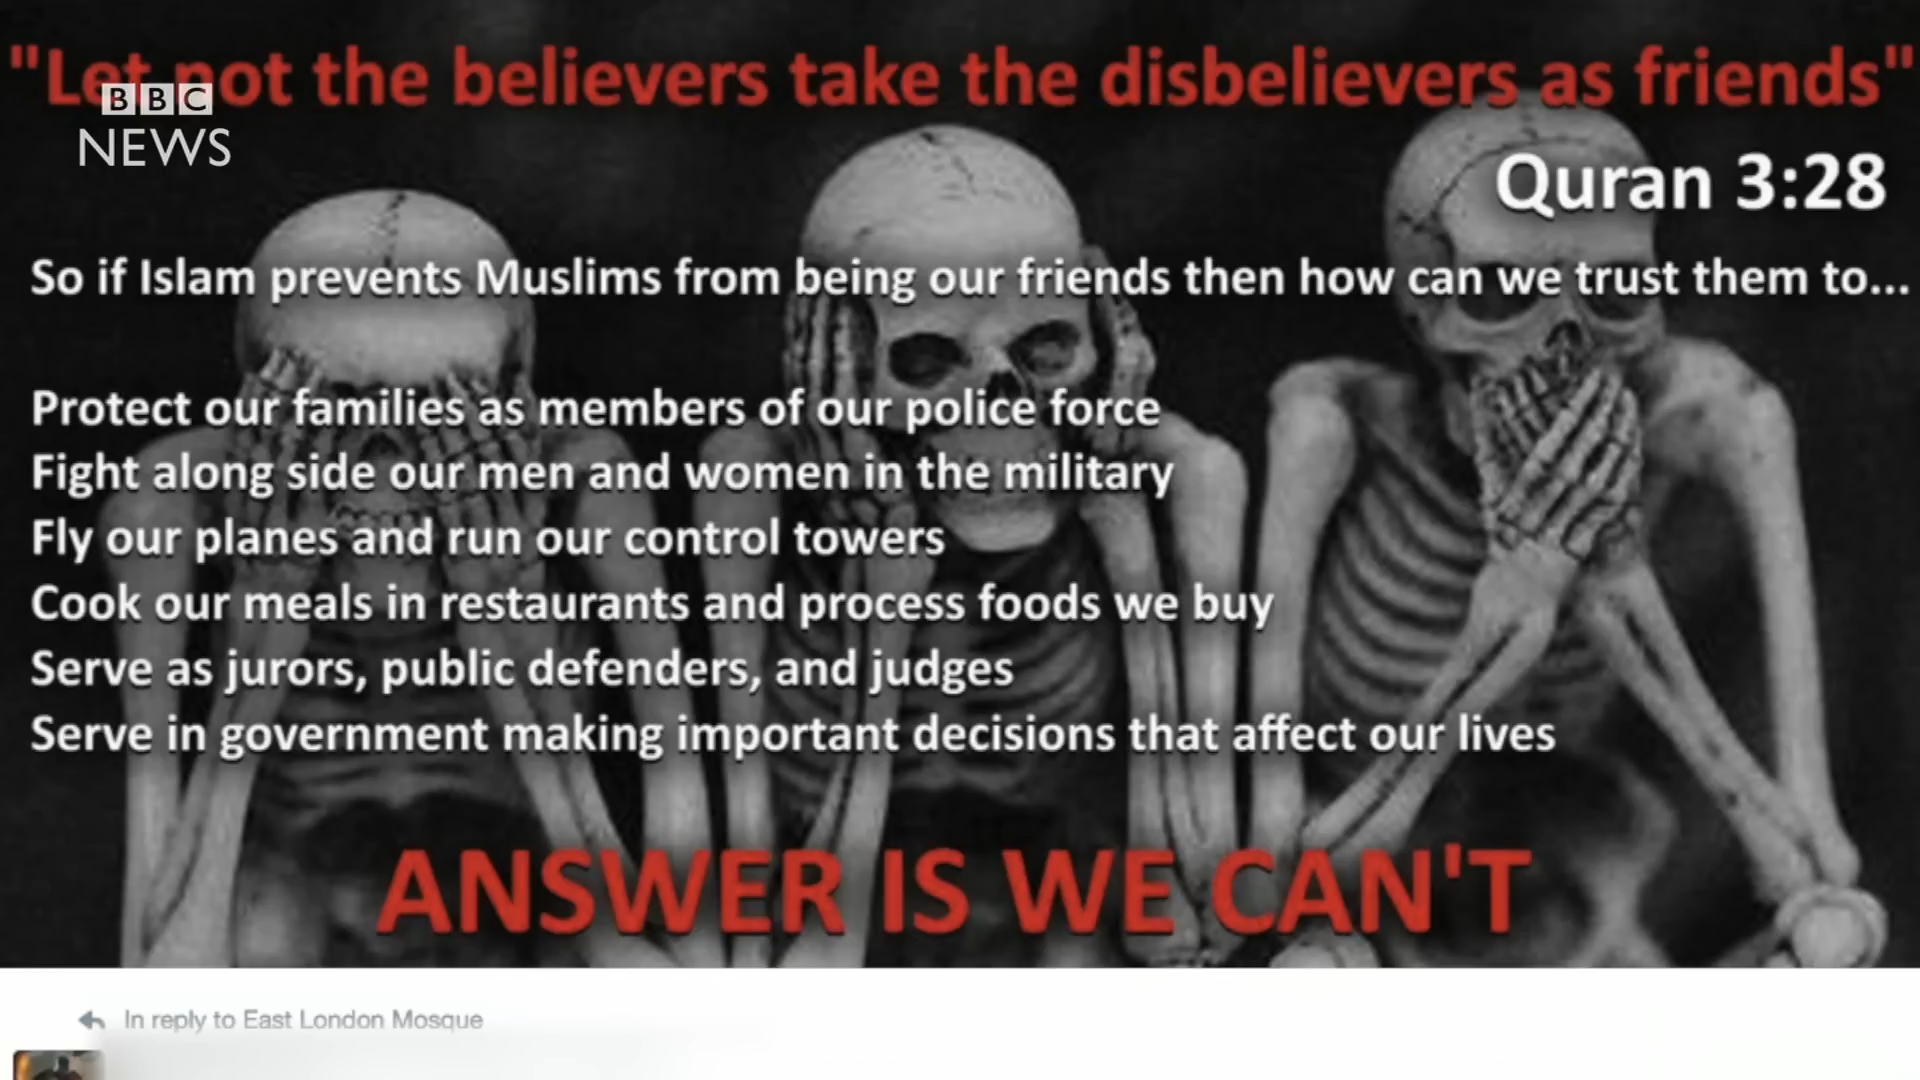 "Let not the believers take the disbelievers as friends"
BBC
NEWS
Quran 3:28
So if Islam prevents Muslims from being our friends then how can we trust them to...
Protect our families as members of our police force
Fight along side our men and women in the military
Fly our planes and run our control towers
Cook our meals in restaurants and process foods we buy
Serve as jurors, public defenders, and judges
Serve in government making important decisions that affect our lives
ANSWER IS WE CAN'T
In reply to East London Mosque